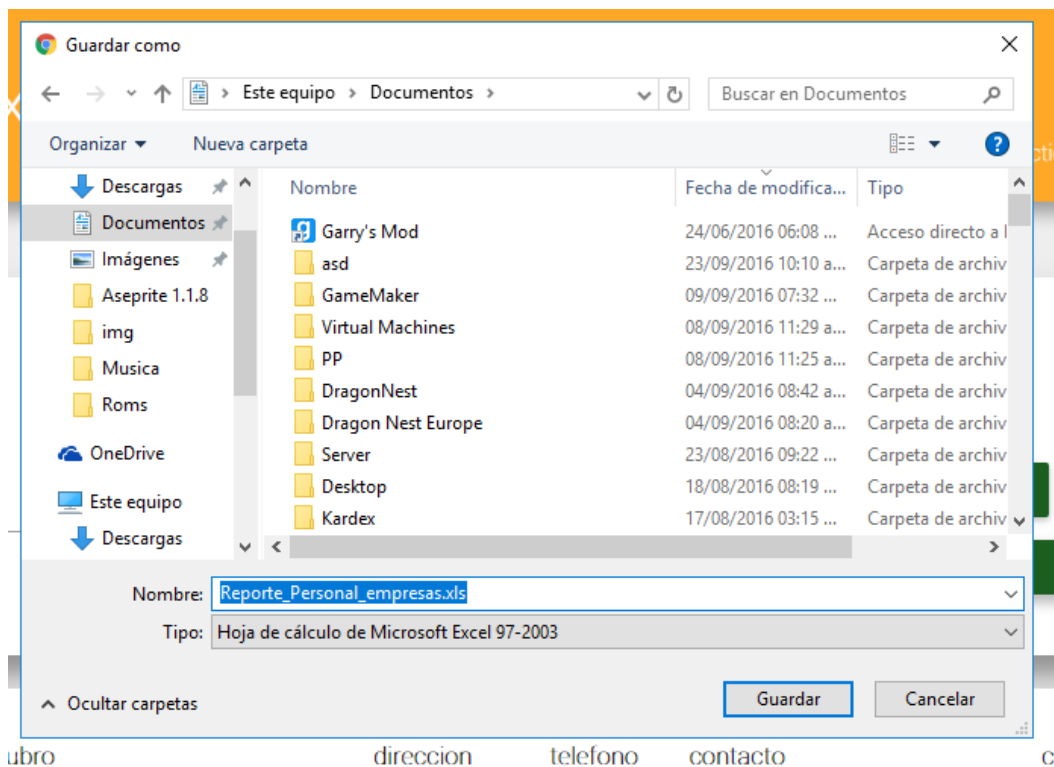 Guardar como
Este equipo > Documentos >
Buscar en Documentos
Organizar
Nueva carpeta
Descargas
Documentos
Imágenes
Aseprite 1.1.8
img
Musica
Roms
OneDrive
Este equipo
Descargas
Nombre Fecha de modifica... Tipo
Garry's Mod 24/06/2016 06:08 ... Acceso directo a l
asd 23/09/2016 10:10 a... Carpeta de archiv
GameMaker 09/09/2016 07:32 ... Carpeta de archiv
Virtual Machines 08/09/2016 11:29 a... Carpeta de archiv
PP 08/09/2016 11:25 a... Carpeta de archiv
DragonNest 04/09/2016 08:42 a... Carpeta de archiv
Dragon Nest Europe 04/09/2016 08:20 a... Carpeta de archiv
Server 23/08/2016 09:22 ... Carpeta de archiv
Desktop 18/08/2016 08:19 ... Carpeta de archiv
Kardex 17/08/2016 03:15 ... Carpeta de archiv
Nombre: Reporte_Personal_empresas.xls
Tipo: Hoja de cálculo de Microsoft Excel 97-2003
Ocultar carpetas
Guardar
Cancelar
ubro direccion telefono contacto c